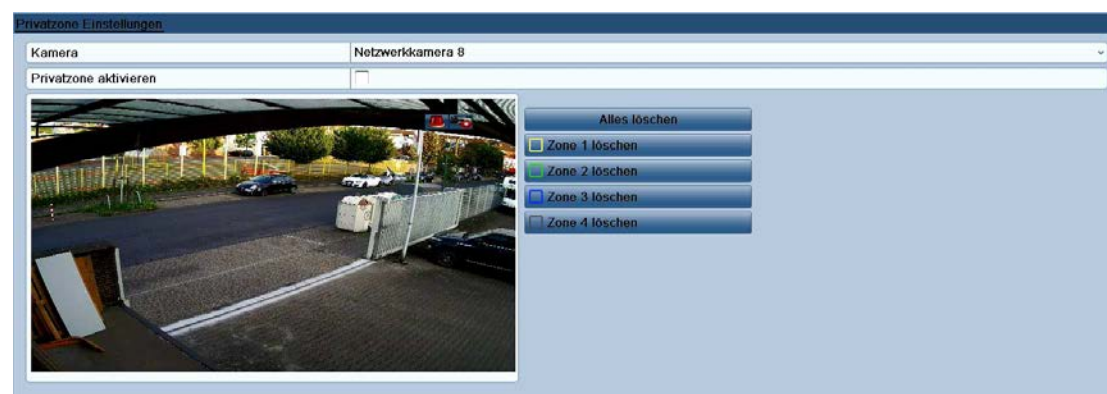 Privatzone Einstellungen
Kamera Netzwerkkamera 8
Privatzone aktivieren
Alles löschen
Zone 1 löschen
Zone 2 löschen
Zone 3 löschen
Zone 4 löschen